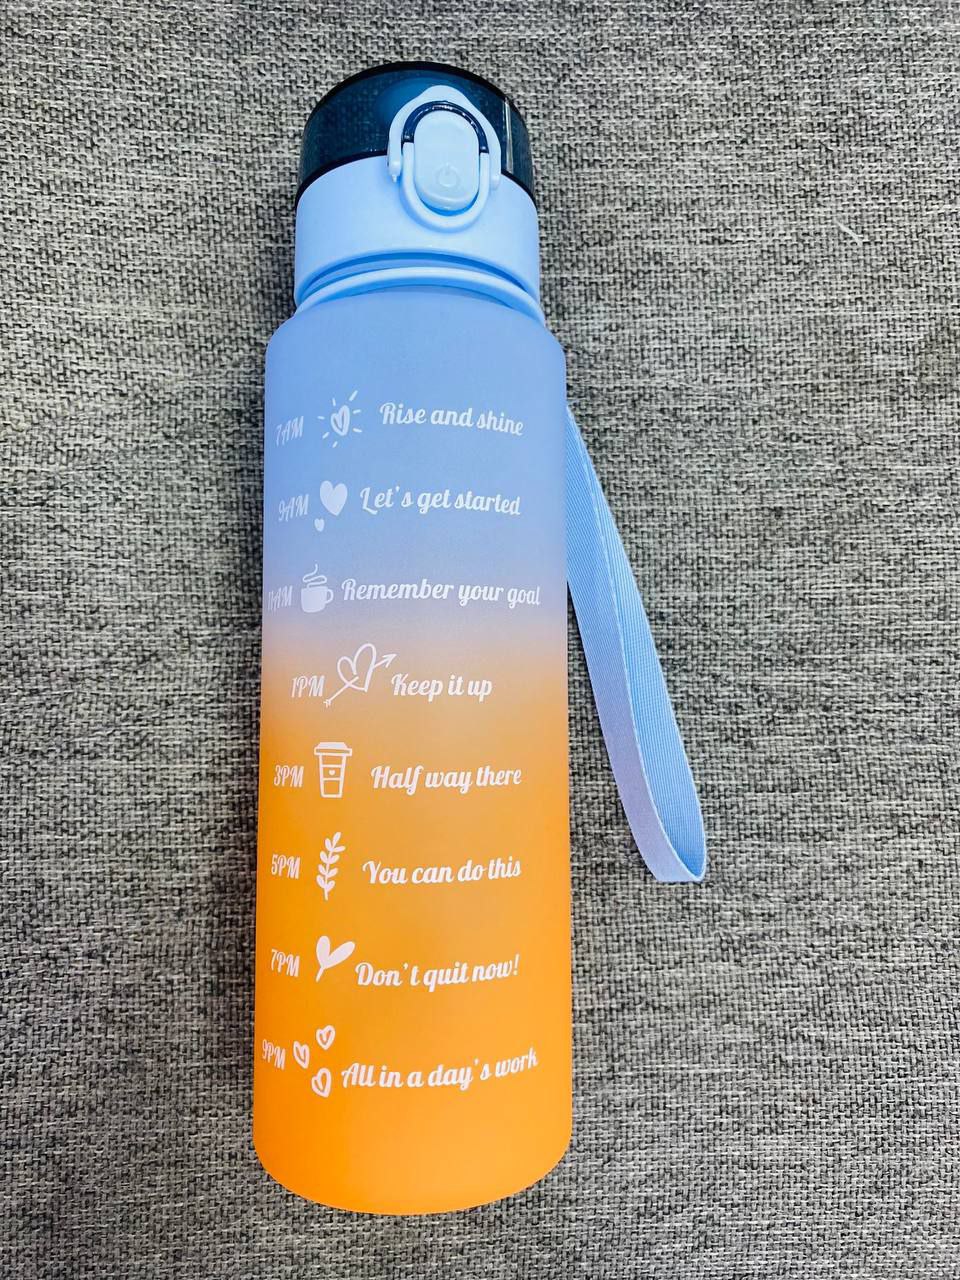 7AM Rise and shine
9AM Let's get started
11AM Remember your goal
1PM Keep it up
3PM Half way there
5PM You can do this
7PM Don't quit now!
9PM All in a day's work